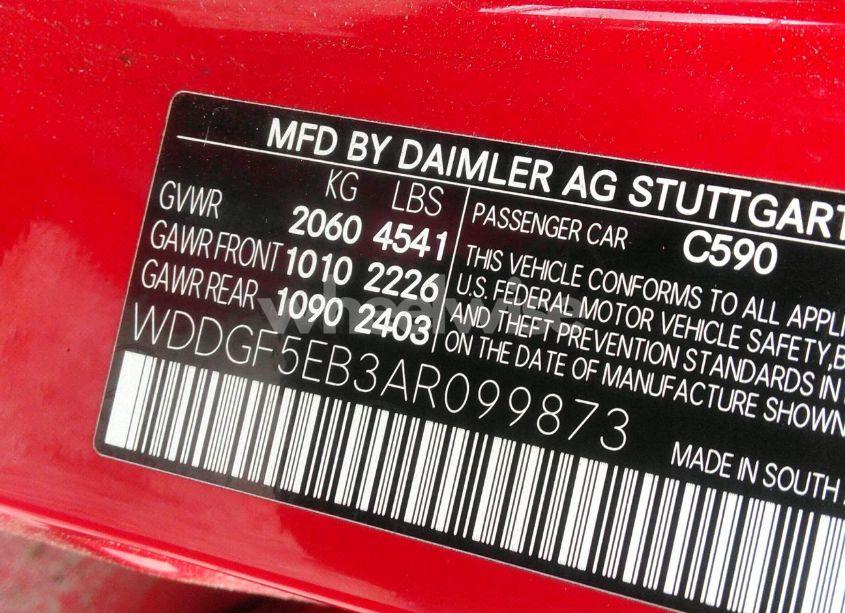 MFD BY DAIMLER AG STUTTGART
KG LBS
GVWR 2060 4541
GAWR FRONT 1010 2226
GAWR REAR 1090 2403
PASSENGER CAR C590
THIS VEHICLE CONFORMS TO ALL APPLI
U.S. FEDERAL MOTOR VEHICLE SAFETY, B
AND THEFT PREVENTION STANDARDS IN
ON THE DATE OF MANUFACTURE SHOWN
WDDGF5EB3AR099873
MADE IN SOUTH
wheelwise